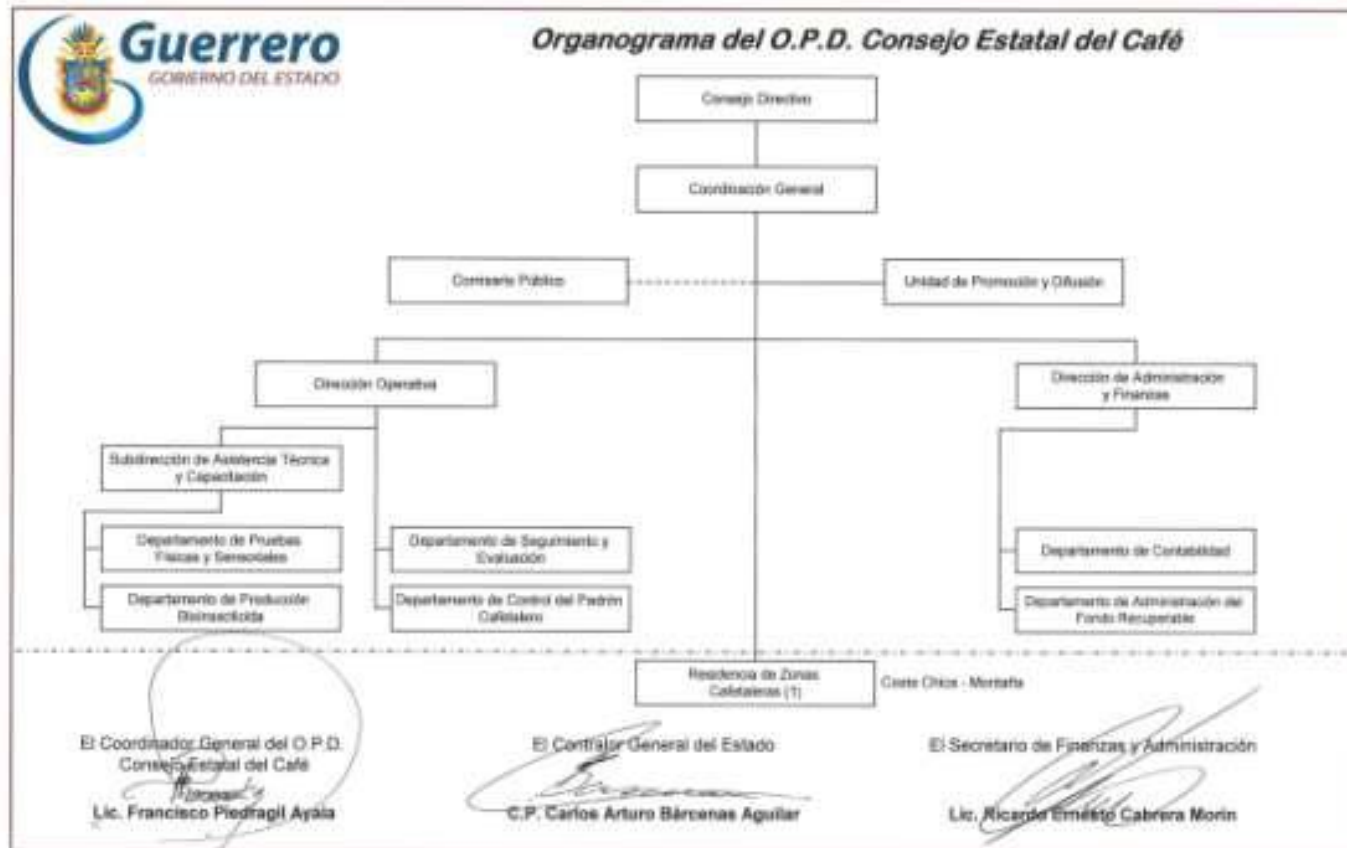 Guerrero
GOBIERNO DEL ESTADO
Organograma del O.P.D. Consejo Estatal del Café
Consejo Directivo
Coordinación General
Comisario Público
Unidad de Promoción y Difusión
Dirección Operativa
Dirección de Administración
y Finanzas
Subdirección de Asistencia Técnica
y Capacitación
Departamento de Pruebas
Físicas y Sensoriales
Departamento de Seguimiento y
Evaluación
Departamento de Contabilidad
Departamento de Producción
Bioinsecticida
Departamento de Control del Padrón
Cafetalero
Departamento de Administración del
Fondo Recuperable
Residencia de Zonas
Cafetaleras (1)
Costa Chica - Montaña
El Coordinador General del O.P.D.
Consejo Estatal del Café
Lic. Francisco Piedragil Ayala
El Contralor General del Estado
C.P. Carlos Arturo Bárcenas Aguilar
El Secretario de Finanzas y Administración
Lic. Ricardo Ernesto Cabrera Morin